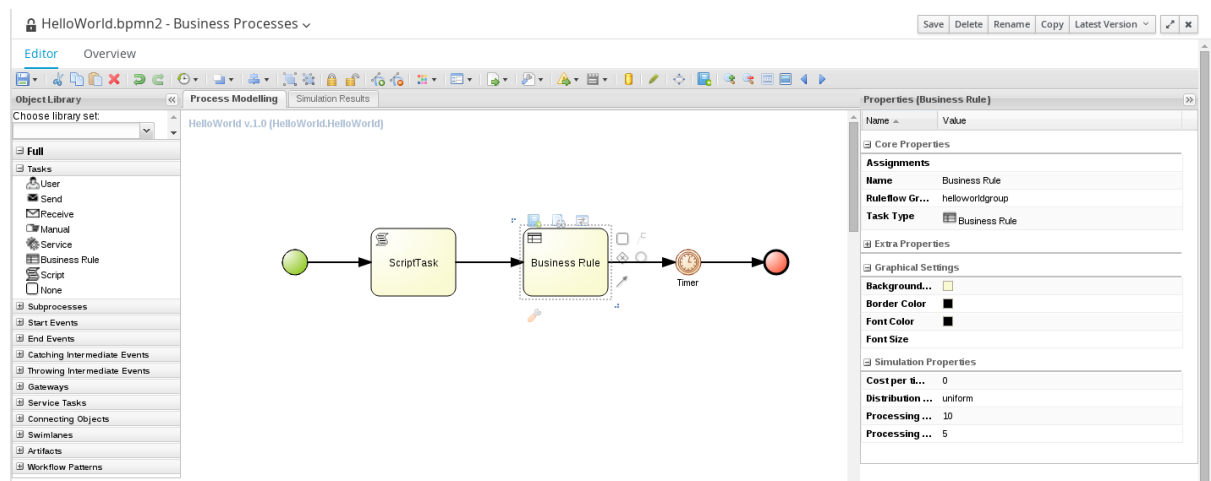 HelloWorld.bpmn2 - Business Processes
Save Delete Rename Copy Latest Version
Editor Overview
Object Library
Process Modelling Simulation Results
Properties (Business Rule)
Choose library set:
Full
Tasks
User
Send
Receive
Manual
Service
Business Rule
Script
None
Subprocesses
Start Events
End Events
Catching Intermediate Events
Throwing Intermediate Events
Gateways
Service Tasks
Connecting Objects
Swimlanes
Artifacts
Workflow Patterns
HelloWorld v.1.0 (HelloWorld.HelloWorld)
ScriptTask
Business Rule
Timer
Name Value
Core Properties
Assignments
Name Business Rule
Ruleflow Gr... helloworldgroup
Task Type Business Rule
Extra Properties
Graphical Settings
Background...
Border Color
Font Color
Font Size
Simulation Properties
Cost per ti... 0
Distribution ... uniform
Processing ... 10
Processing ... 5